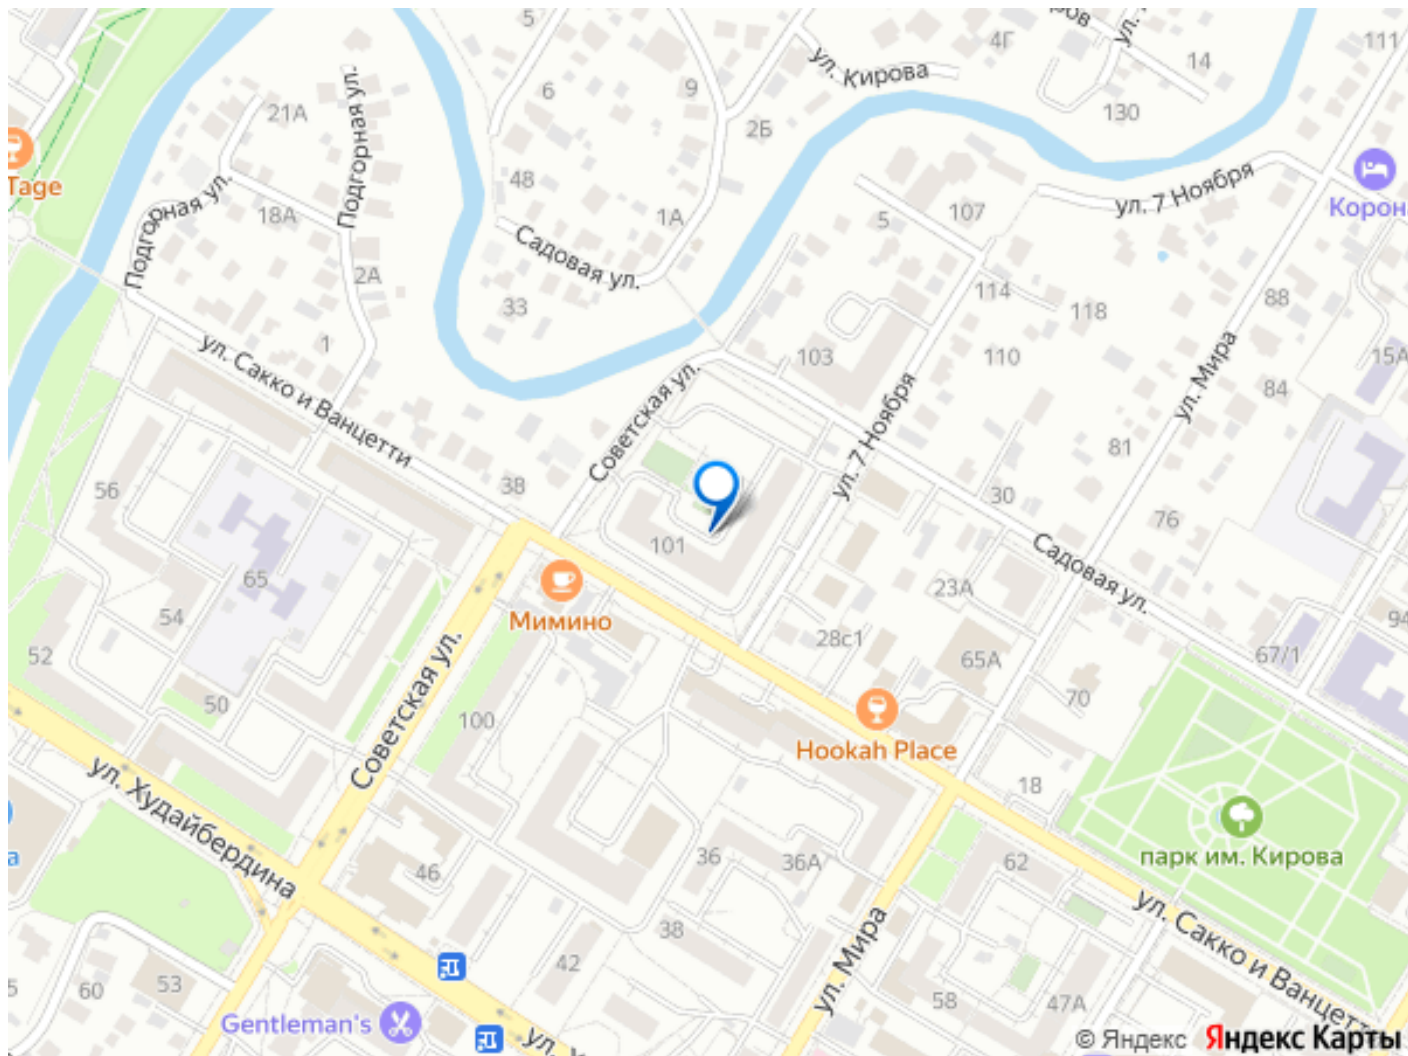 5
ул. Кирова
4Г
14
111
6
9
2Б
130
21А
Подгорная ул.
Tage
48
18А
Подгорная ул.
1А
5
107
ул. 7 Ноября
Садовая ул.
2А
33
114
118
88
1
103
110
15А
ул. Сакко и Ванцетти
Советская ул.
ул. 7 Ноября
ул. Мира
84
81
56
38
30
76
101
65
Мимино
23А
Садовая ул.
54
28с1
65А
67/1
94
52
50
100
Советская ул.
70
Hookah Place
18
ул. Худайбердина
46
36
36А
62
парк им. Кирова
ул. Сакко и Ванцетти
38
42
ул. Мира
60
53
58
47А
Gentleman's
© Яндекс Яндекс Карты